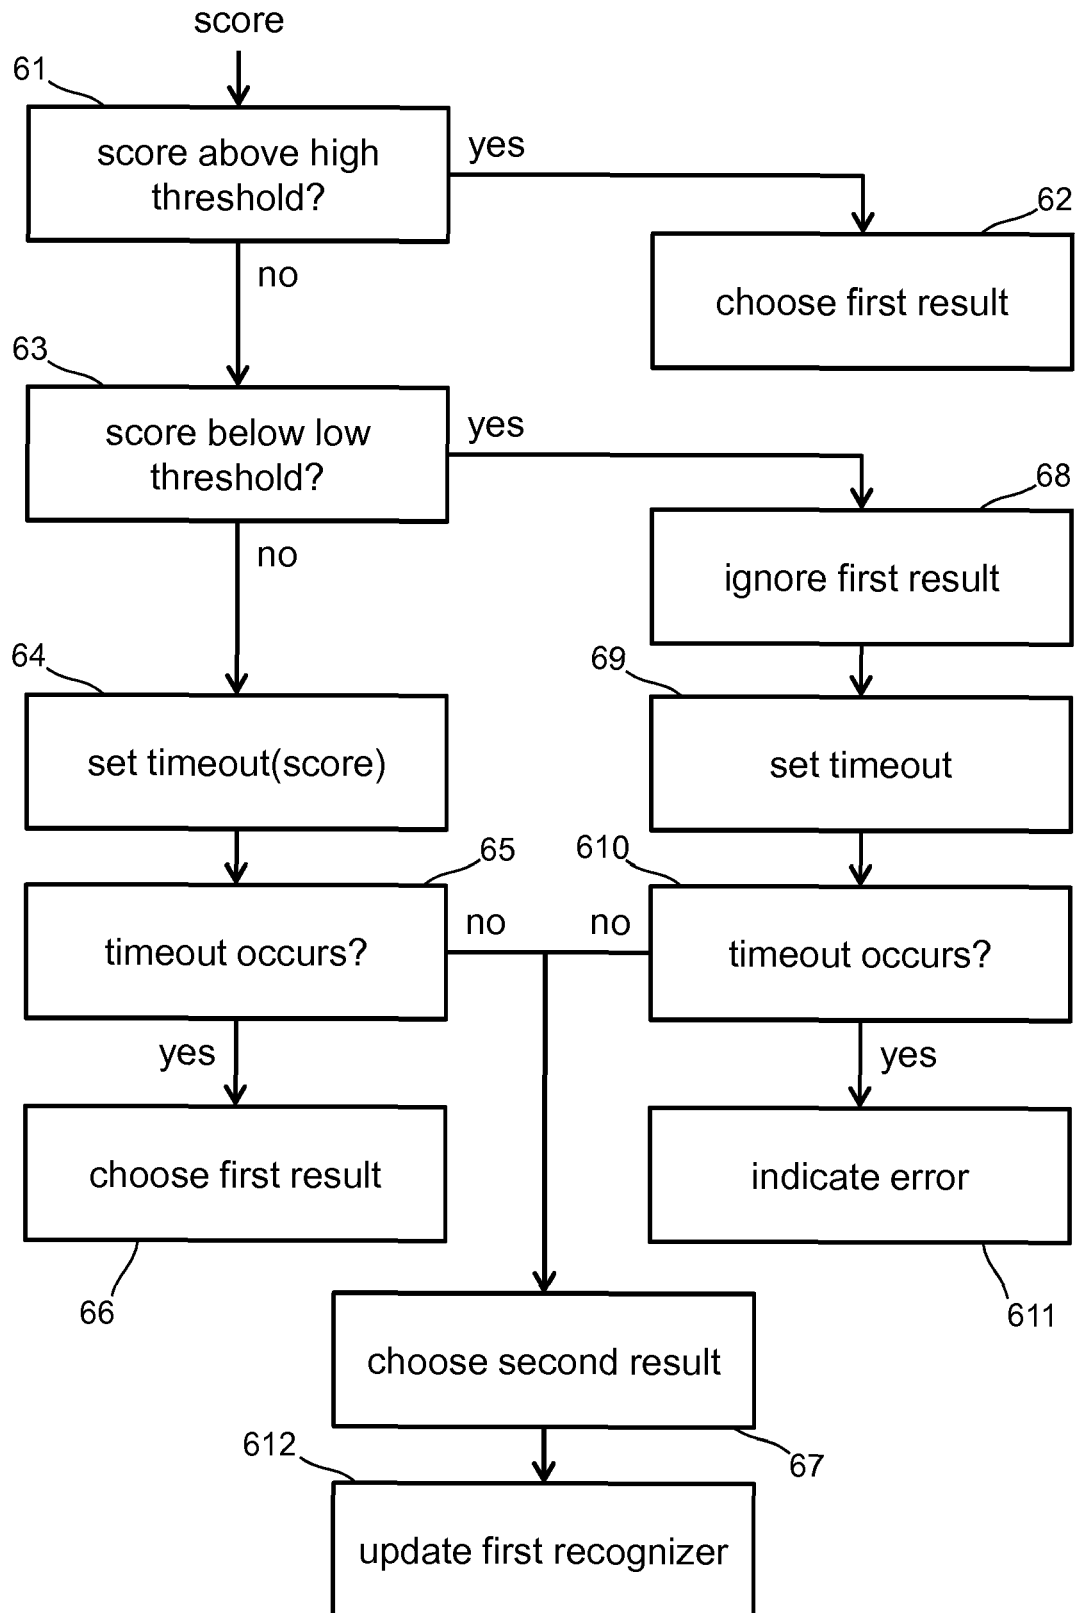 score
61
score above high
threshold?
yes
62
choose first result
no
63
score below low
threshold?
yes
68
ignore first result
no
64
set timeout(score)
69
set timeout
65
timeout occurs?
no
610
no
timeout occurs?
yes
yes
choose first result
66
indicate error
611
choose second result
67
612
update first recognizer